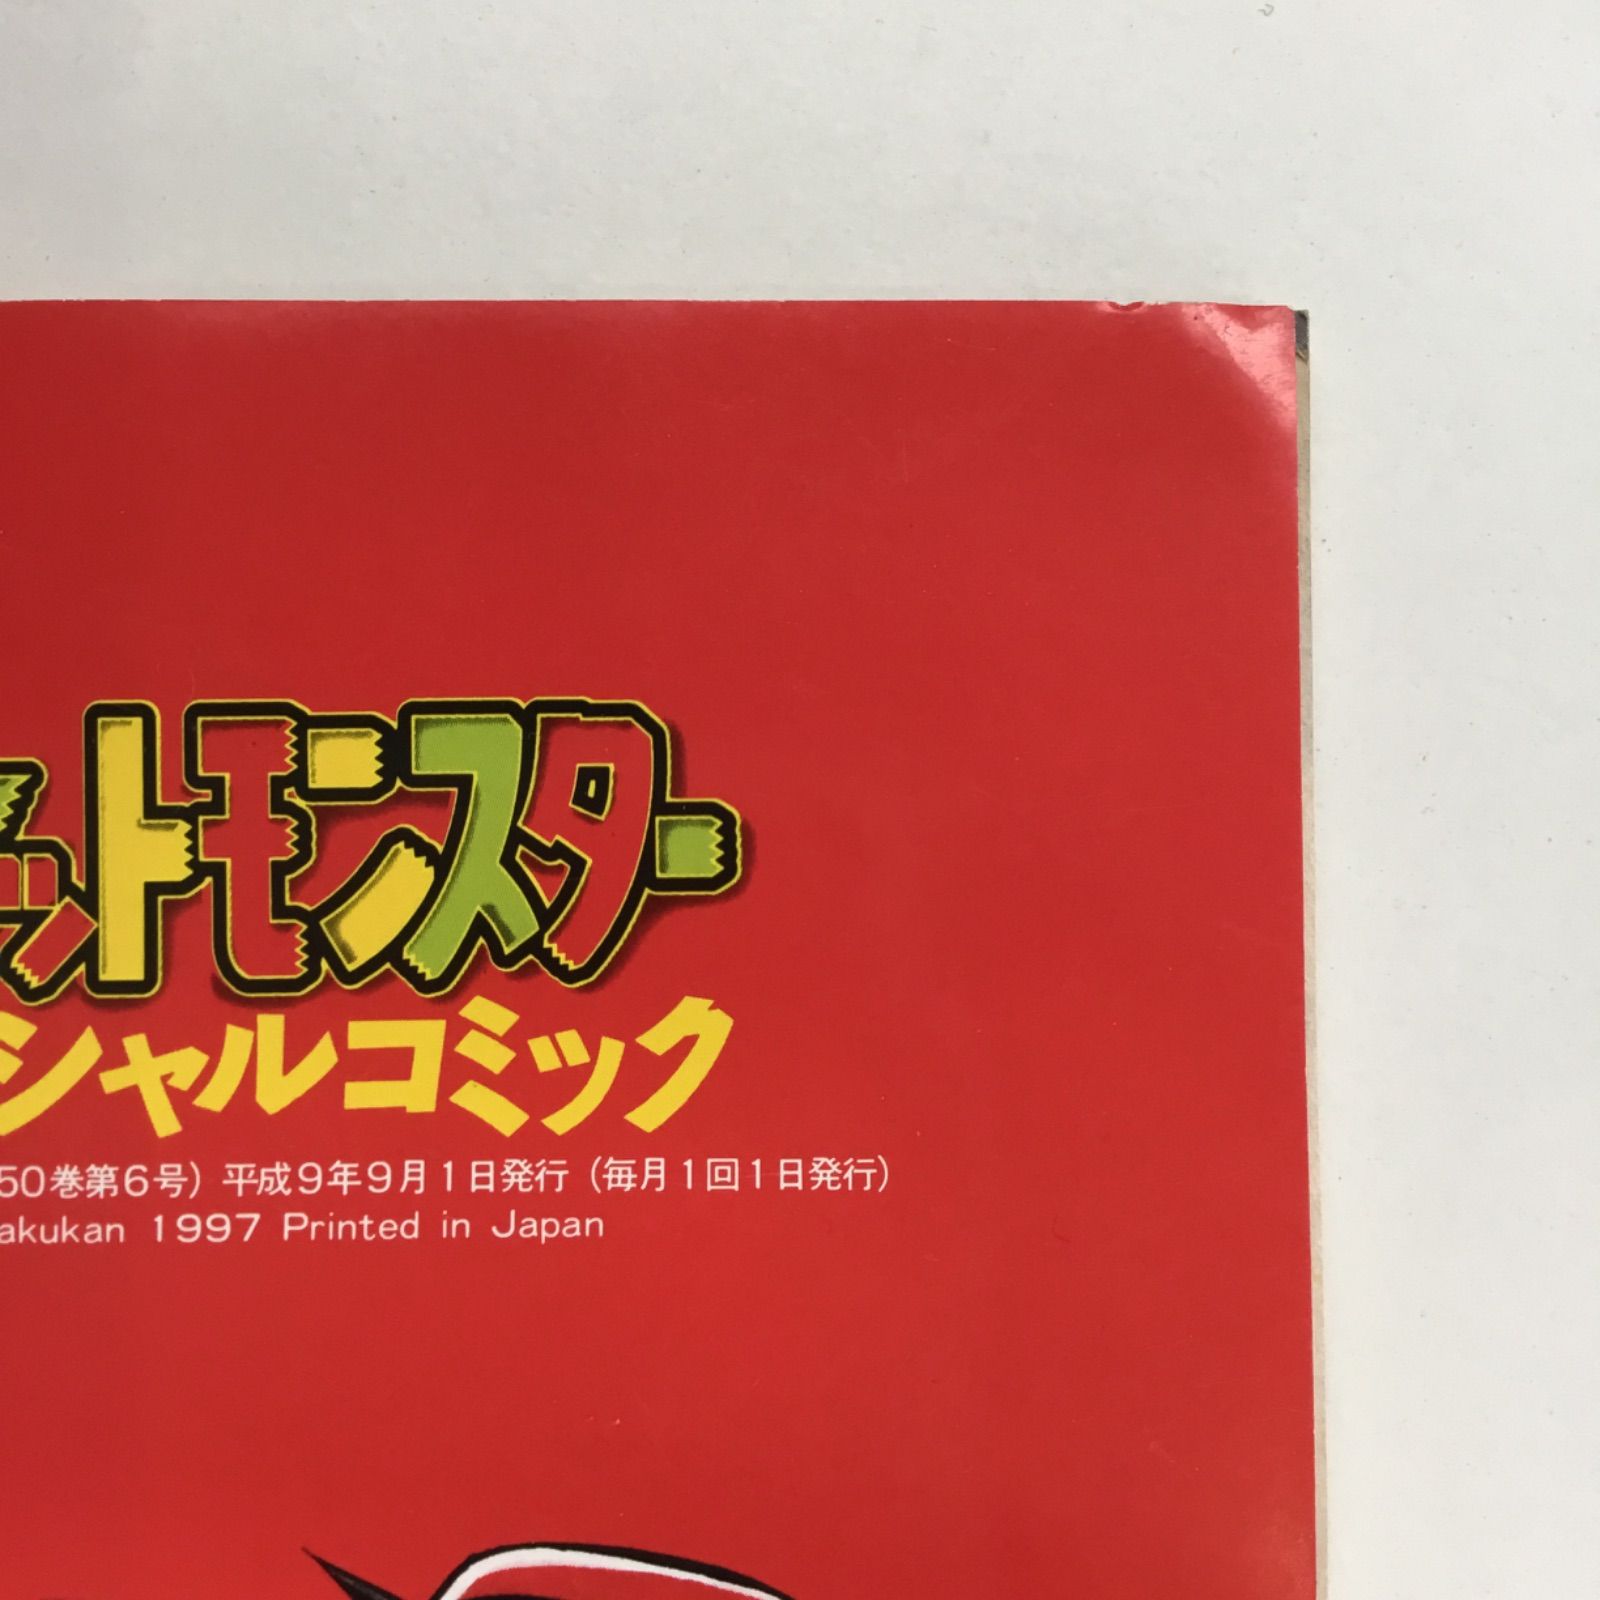 ットモンスター
シャルコミック
50巻第6号）平成9年9月1日発行（毎月1回1日発行）
akukan 1997 Printed in Japan